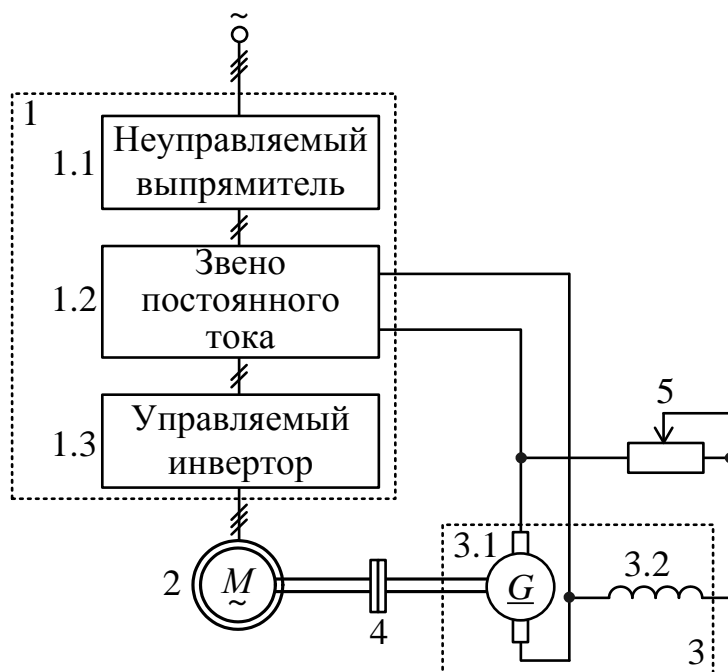 ~
1
1.1
Неуправляемый
выпрямитель
1.2
Звено
постоянного
тока
1.3
Управляемый
инвертор
5
2
M
~
4
3.1
G
3.2
3